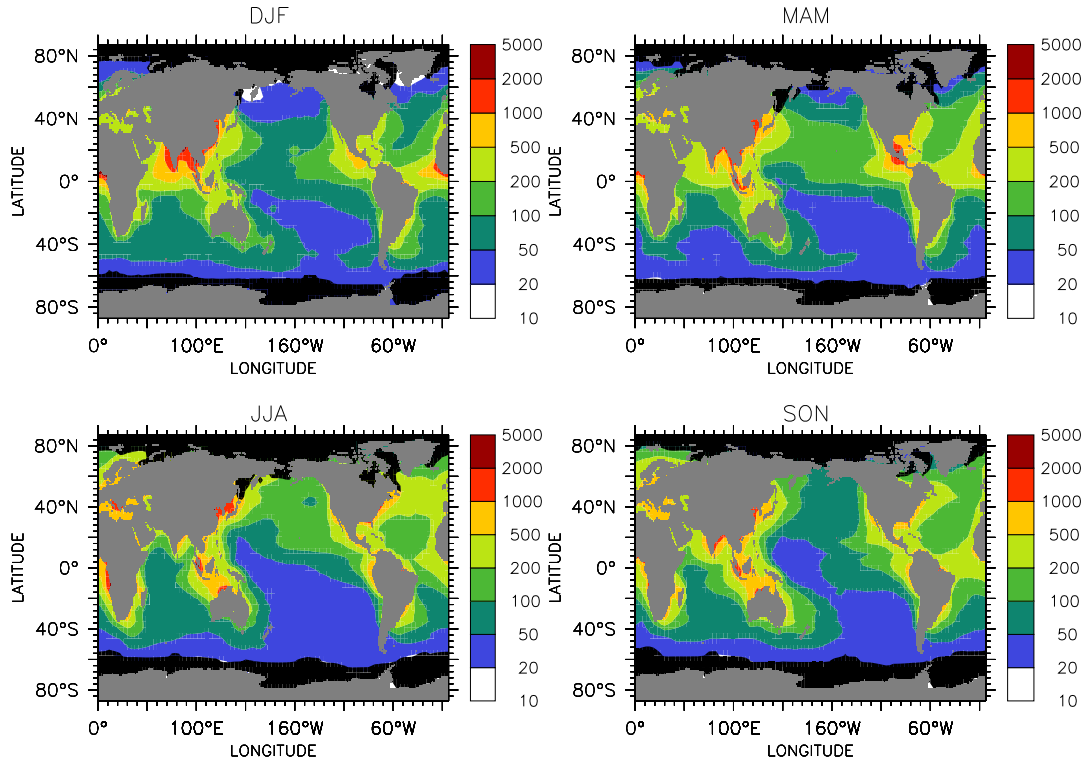 DJF
80°N
40°N
0°
40°S
80°S
LATITUDE
0° 100°E 160°W 60°W
LONGITUDE
5000
2000
1000
500
200
100
50
20
10
MAM
80°N
40°N
0°
40°S
80°S
LATITUDE
0° 100°E 160°W 60°W
LONGITUDE
5000
2000
1000
500
200
100
50
20
10
JJA
80°N
40°N
0°
40°S
80°S
LATITUDE
0° 100°E 160°W 60°W
LONGITUDE
5000
2000
1000
500
200
100
50
20
10
SON
80°N
40°N
0°
40°S
80°S
LATITUDE
0° 100°E 160°W 60°W
LONGITUDE
5000
2000
1000
500
200
100
50
20
10